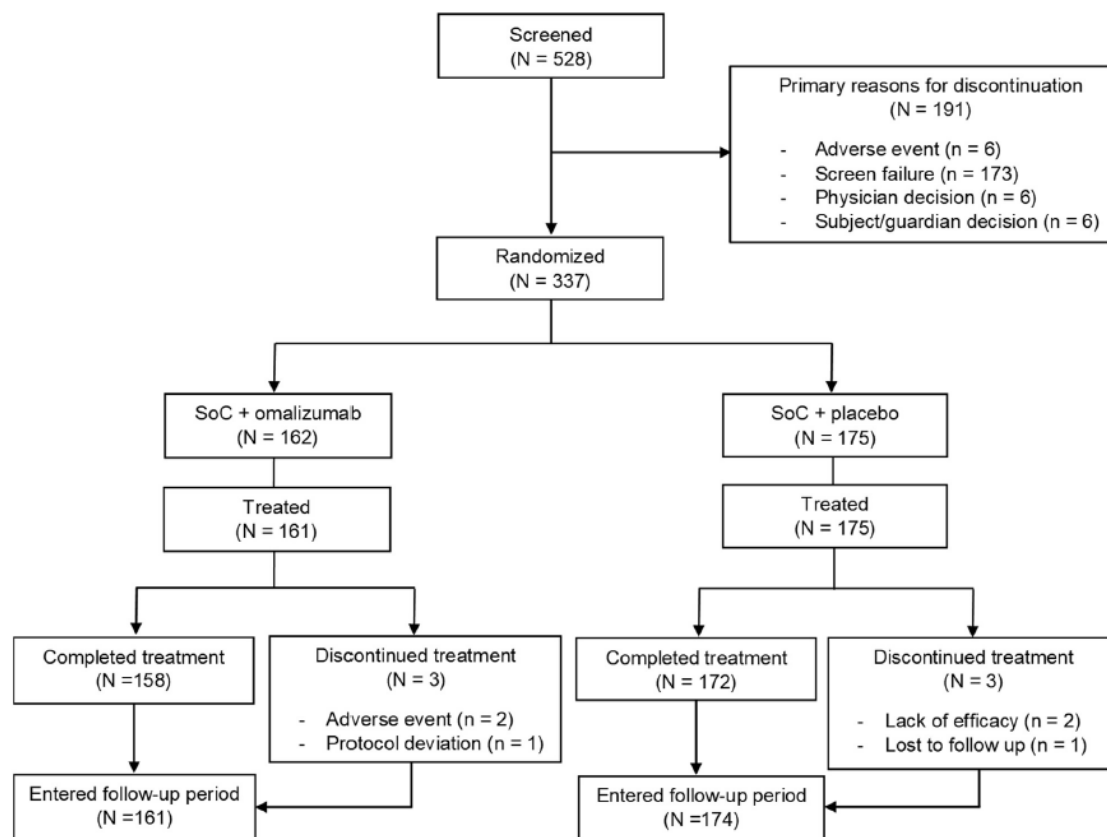 Screened
(N = 528)
Primary reasons for discontinuation
(N = 191)
- Adverse event (n = 6)
- Screen failure (n = 173)
- Physician decision (n = 6)
- Subject/guardian decision (n = 6)
Randomized
(N = 337)
SoC + omalizumab
(N = 162)
SoC + placebo
(N = 175)
Treated
(N = 161)
Treated
(N = 175)
Completed treatment
(N =158)
Discontinued treatment
(N = 3)
- Adverse event (n = 2)
- Protocol deviation (n = 1)
Completed treatment
(N = 172)
Discontinued treatment
(N = 3)
- Lack of efficacy (n = 2)
- Lost to follow up (n = 1)
Entered follow-up period
(N =161)
Entered follow-up period
(N =174)